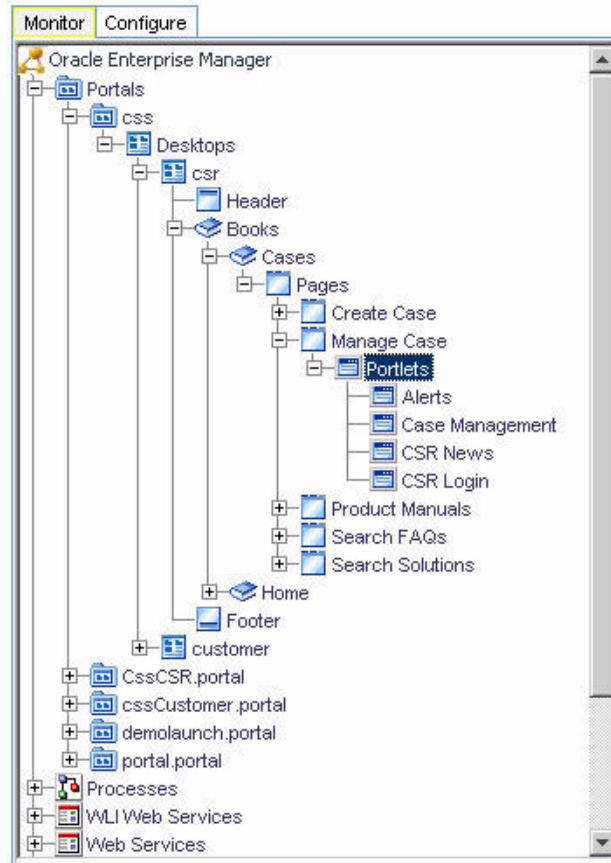 Monitor Configure
Oracle Enterprise Manager
Portals
css
Desktops
csr
Header
Books
Cases
Pages
Create Case
Manage Case
Portlets
Alerts
Case Management
CSR News
CSR Login
Product Manuals
Search FAQs
Search Solutions
Home
Footer
customer
CssCSR.portal
cssCustomer.portal
demolaunch.portal
portal.portal
Processes
WLI Web Services
Web Services